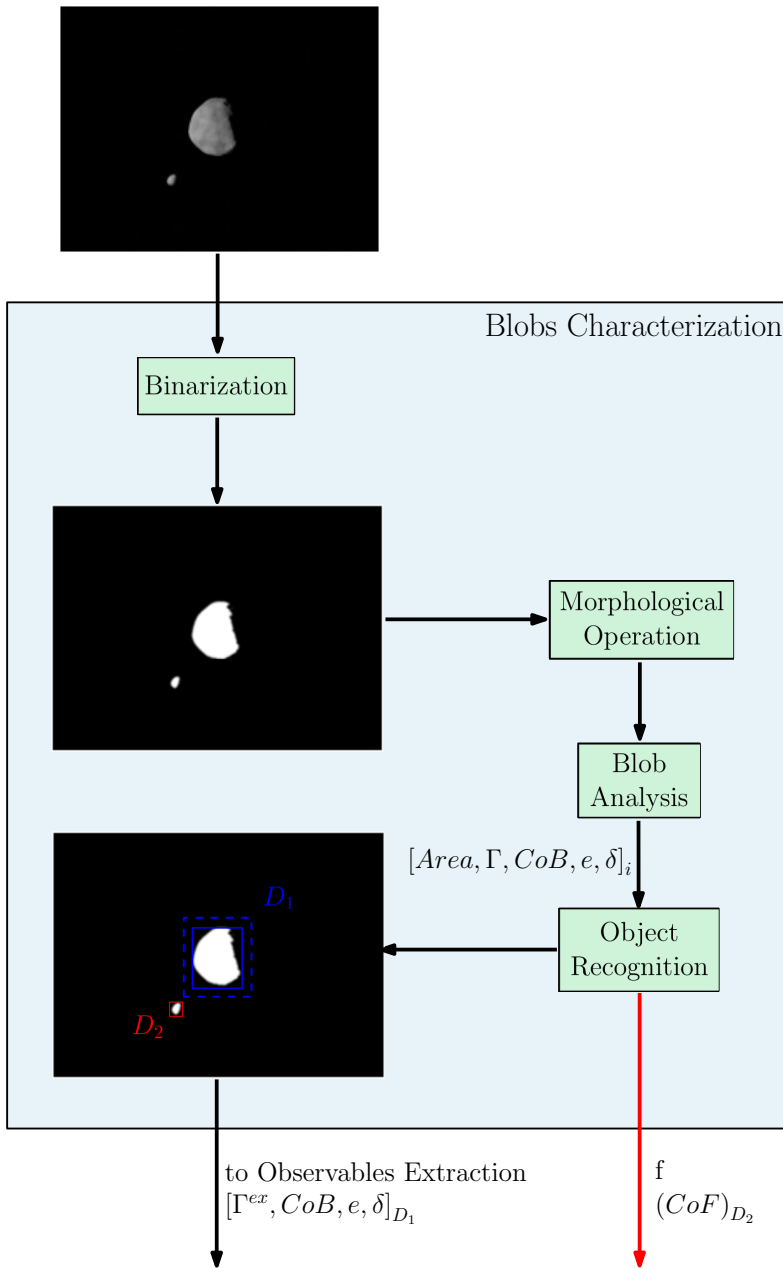 Blobs Characterization
Binarization
Morphological
Operation
Blob
Analysis
[Area, Γ, CoB, e, δ]_i
Object
Recognition
D_1
D_2
to Observables Extraction
[Γ^{ex}, CoB, e, δ]_{D_1}
f
(CoF)_{D_2}